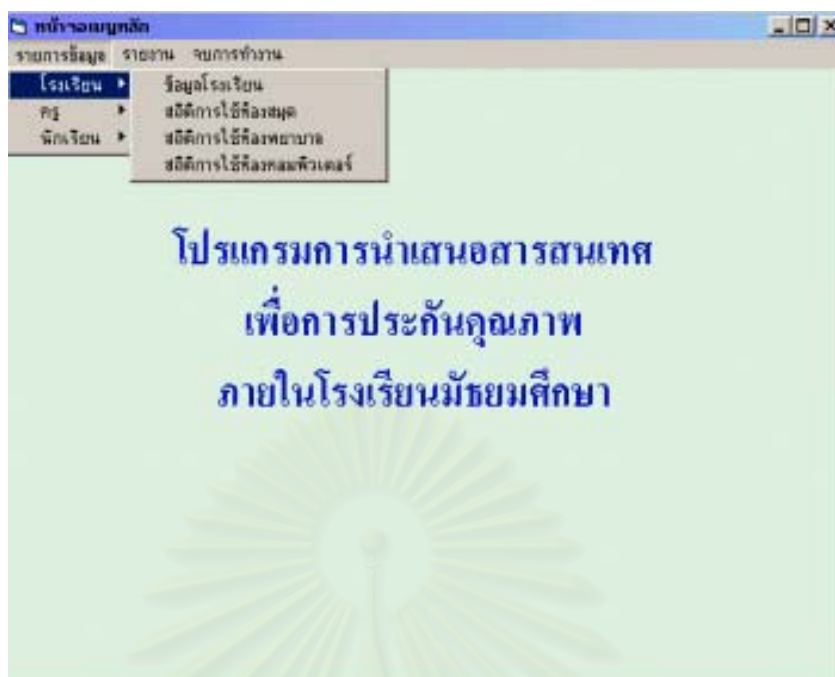 หน้าจอเมนูหลัก
รายการข้อมูล รายงาน จบการทำงาน
โรงเรียน ข้อมูลโรงเรียน
ครู สถิติการใช้ห้องสมุด
นักเรียน สถิติการใช้ห้องพยาบาล
สถิติการใช้ห้องคอมพิวเตอร์
โปรแกรมการนำเสนอสารสนเทศ
เพื่อการประกันคุณภาพ
ภายในโรงเรียนมัธยมศึกษา